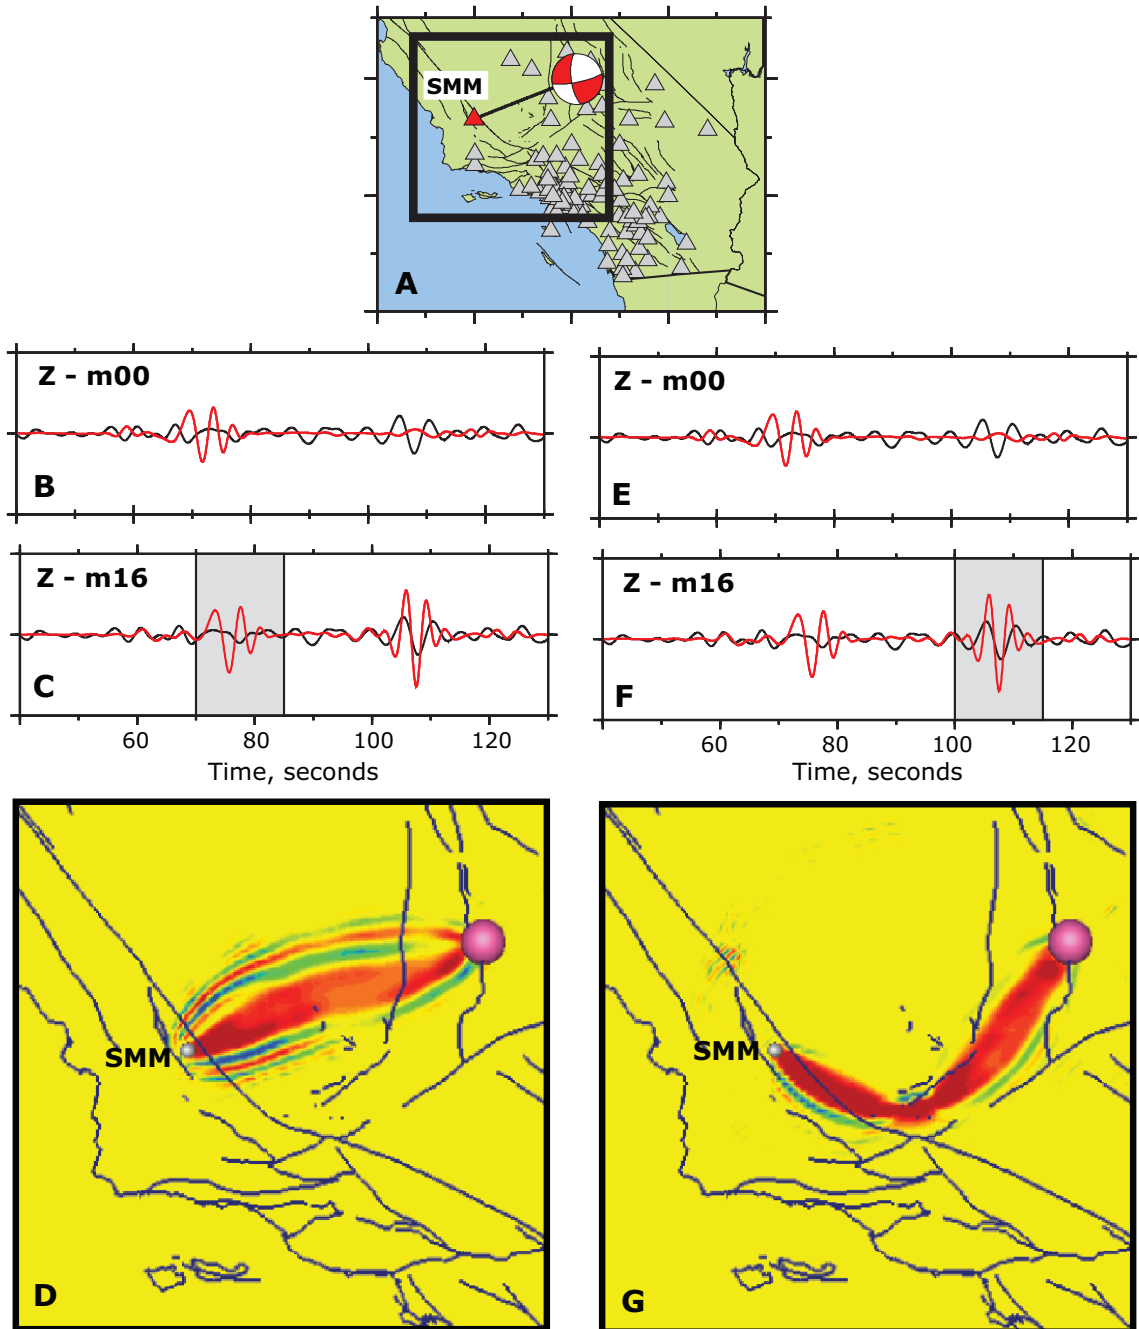 SMM
A
Z - m00
B
Z - m16
C
60 80 100 120
Time, seconds
Z - m00
E
Z - m16
F
60 80 100 120
Time, seconds
SMM
D
SMM
G